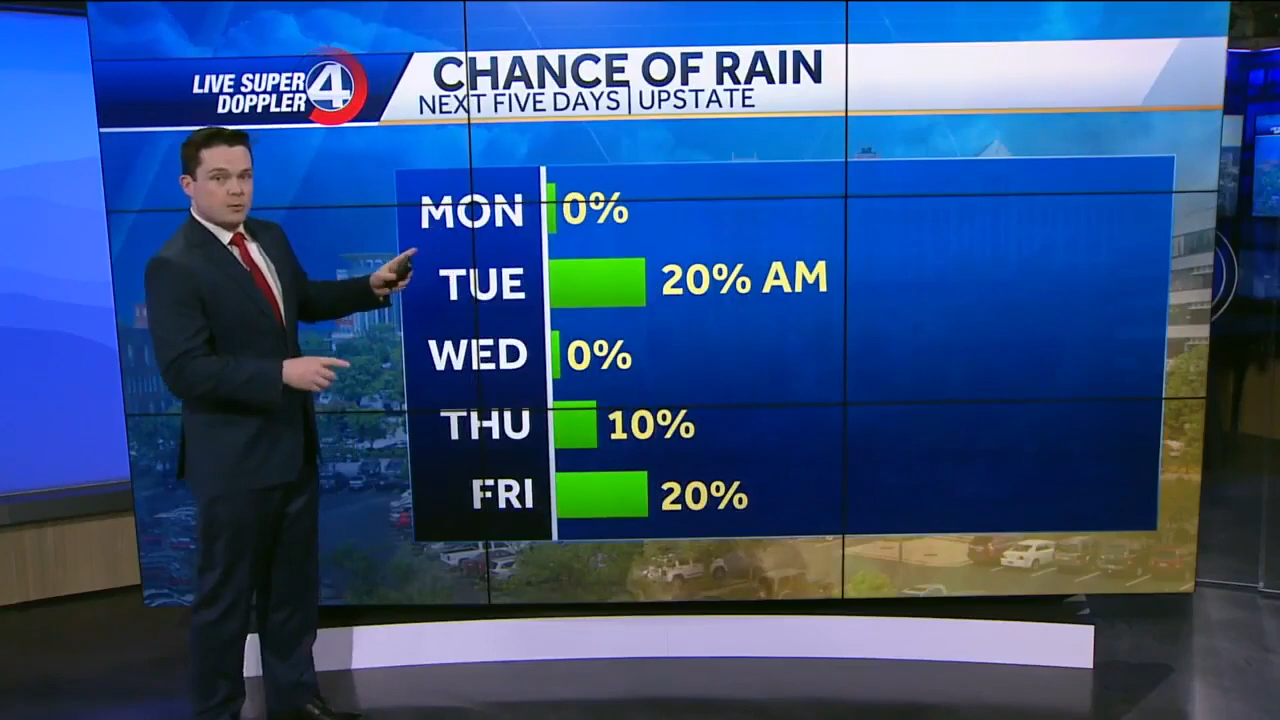 LIVE SUPER
DOPPLER 4
CHANCE OF RAIN
NEXT FIVE DAYS | UPSTATE
MON 0%
TUE 20% AM
WED 0%
THU 10%
FRI 20%